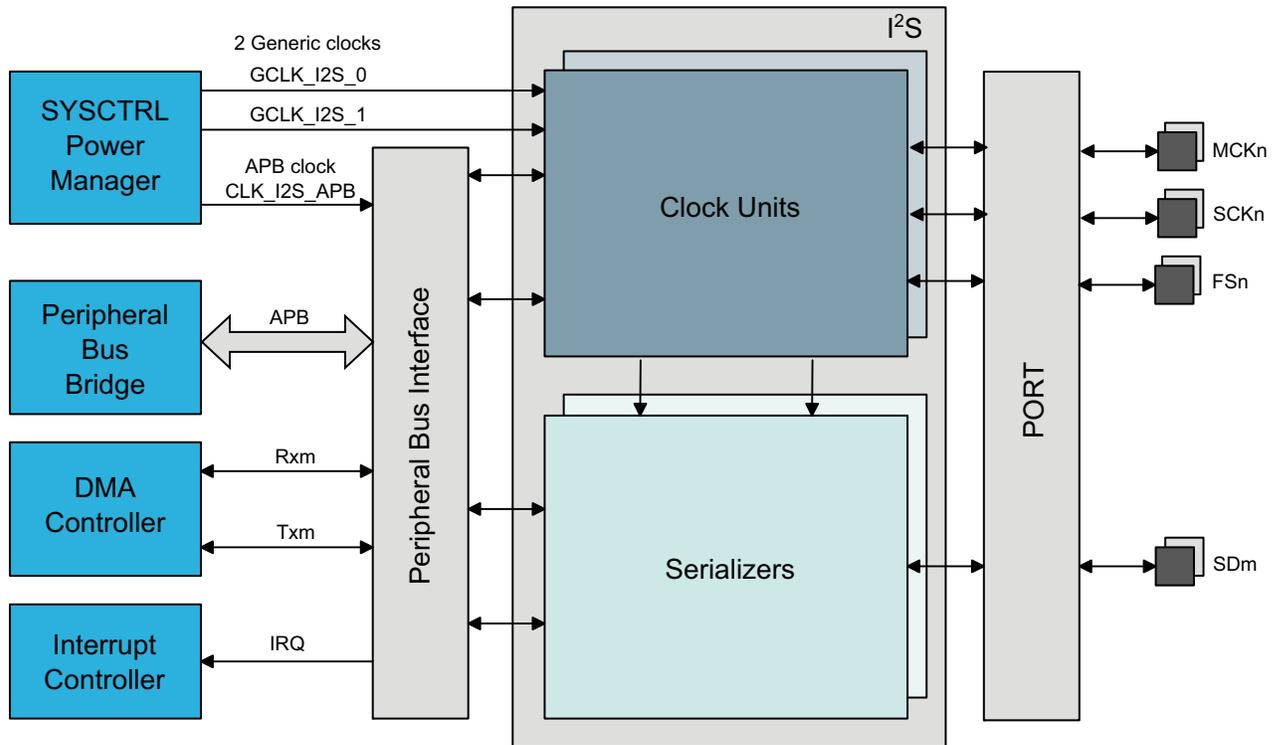 I²S
2 Generic clocks
GCLK_I2S_0
GCLK_I2S_1
SYSCTRL
Power
Manager
APB clock
CLK_I2S_APB
Clock Units
MCKn
SCKn
FSn
Peripheral
Bus
Bridge
APB
Peripheral Bus Interface
PORT
DMA
Controller
Rxm
Txm
Serializers
SDm
Interrupt
Controller
IRQ